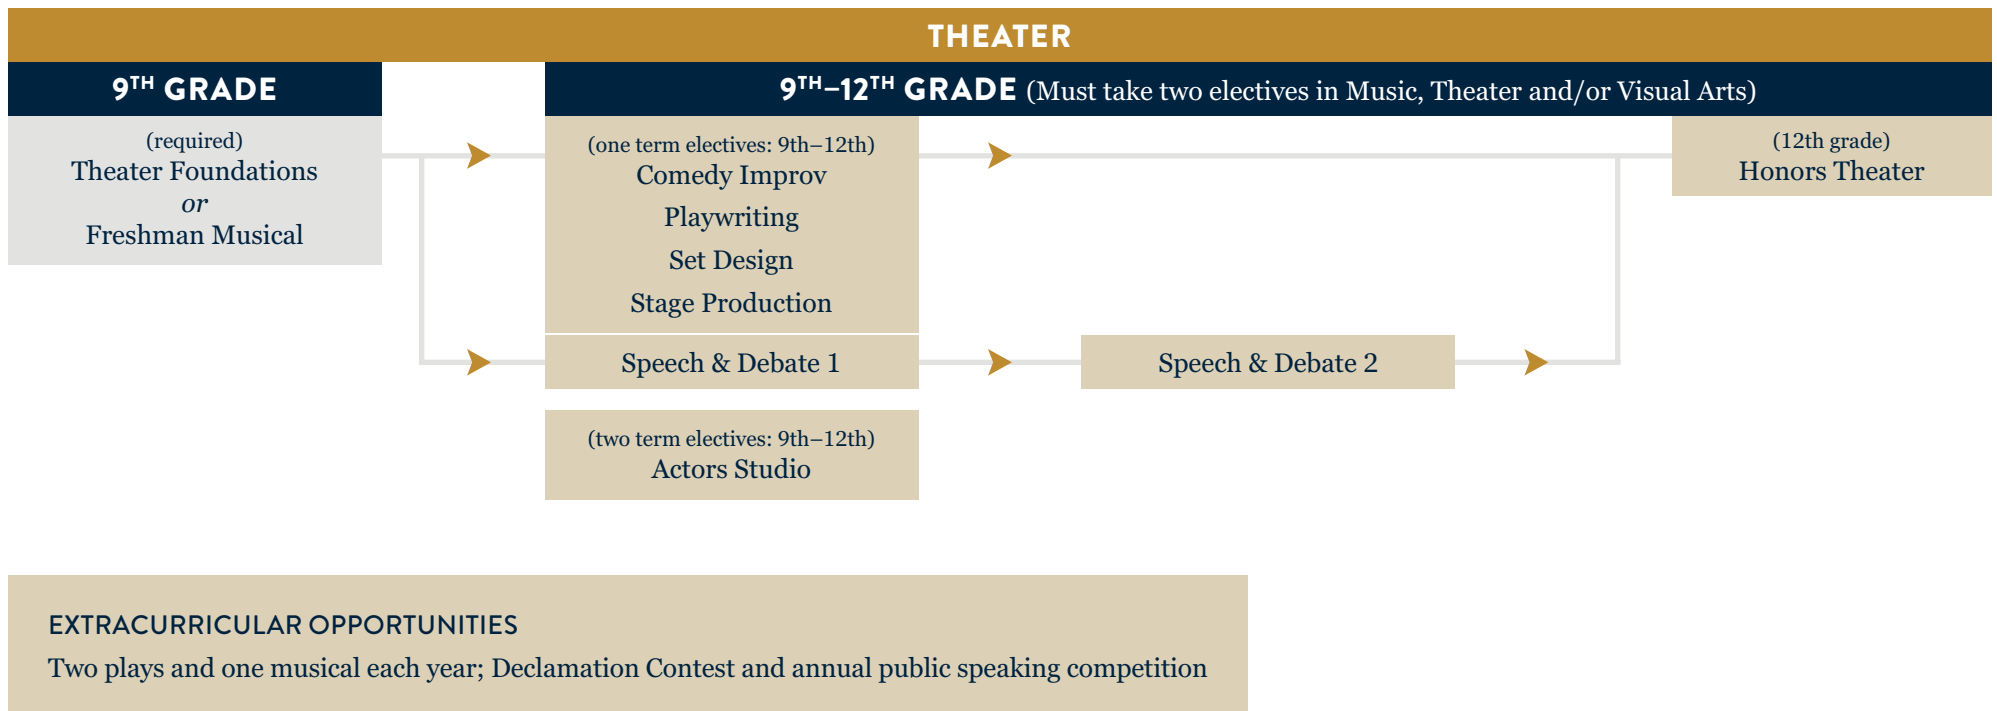 THEATER
9TH GRADE
9TH–12TH GRADE (Must take two electives in Music, Theater and/or Visual Arts)
(required)
Theater Foundations
or
Freshman Musical
(one term electives: 9th–12th)
Comedy Improv
Playwriting
Set Design
Stage Production
(12th grade)
Honors Theater
Speech & Debate 1
Speech & Debate 2
(two term electives: 9th–12th)
Actors Studio
EXTRACURRICULAR OPPORTUNITIES
Two plays and one musical each year; Declamation Contest and annual public speaking competition